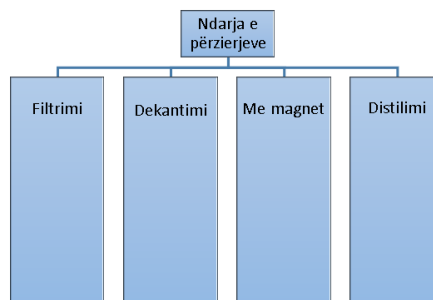 Ndarja e
përzierjeve
Filtrimi
Dekantimi
Me magnet
Distilimi